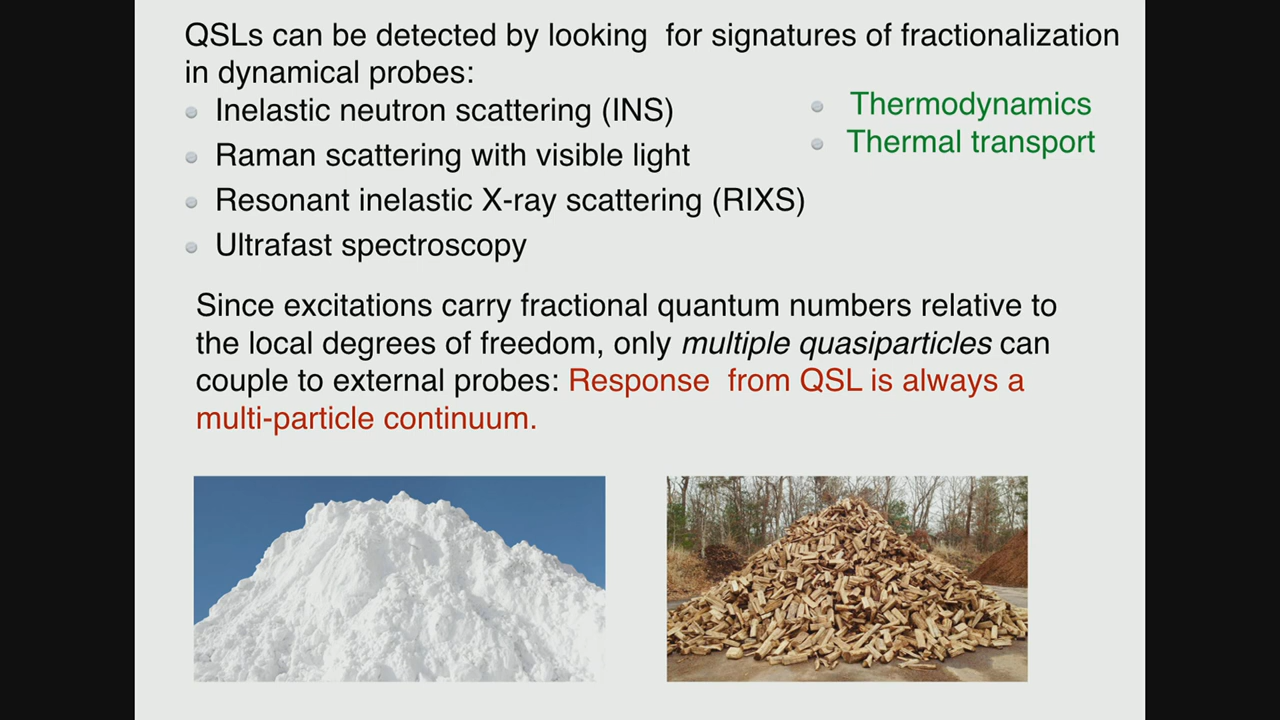 QSLs can be detected by looking for signatures of fractionalization
in dynamical probes:
Inelastic neutron scattering (INS)
Raman scattering with visible light
Resonant inelastic X-ray scattering (RIXS)
Ultrafast spectroscopy
Thermodynamics
Thermal transport
Since excitations carry fractional quantum numbers relative to
the local degrees of freedom, only multiple quasiparticles can
couple to external probes: Response from QSL is always a
multi-particle continuum.